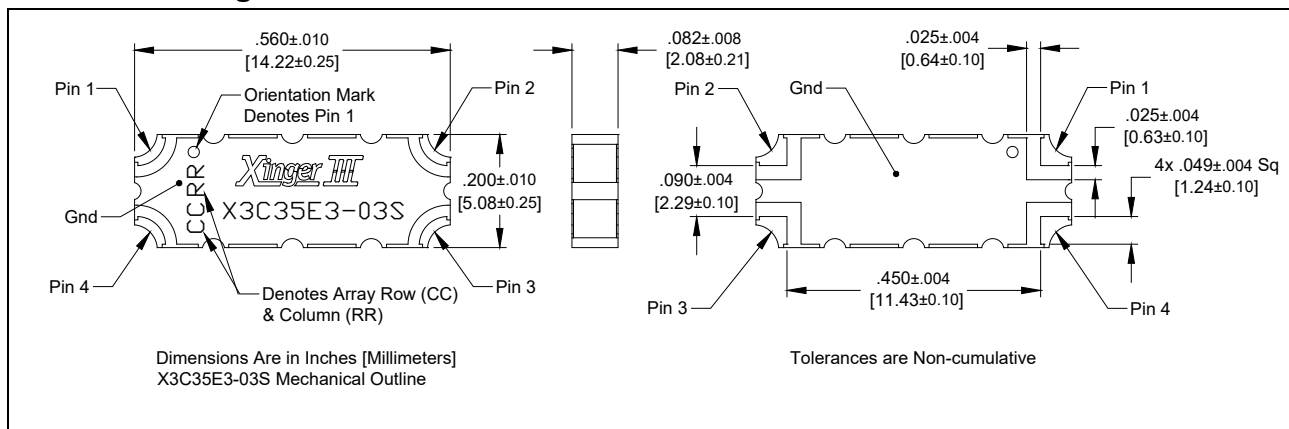 .560±.010
[14.22±0.25]
.082±.008
[2.08±0.21]
.025±.004
[0.64±0.10]
Pin 1
Orientation Mark
Denotes Pin 1
Pin 2
Pin 2
Gnd
Pin 1
.025±.004
[0.63±0.10]
4x .049±.004 Sq
[1.24±0.10]
Xinger III
X3C35E3-03S
CCRR
.200±.010
[5.08±0.25]
.090±.004
[2.29±0.10]
Gnd
Pin 4
Denotes Array Row (CC)
& Column (RR)
Pin 3
Pin 3
.450±.004
[11.43±0.10]
Pin 4
Dimensions Are in Inches [Millimeters]
X3C35E3-03S Mechanical Outline
Tolerances are Non-cumulative